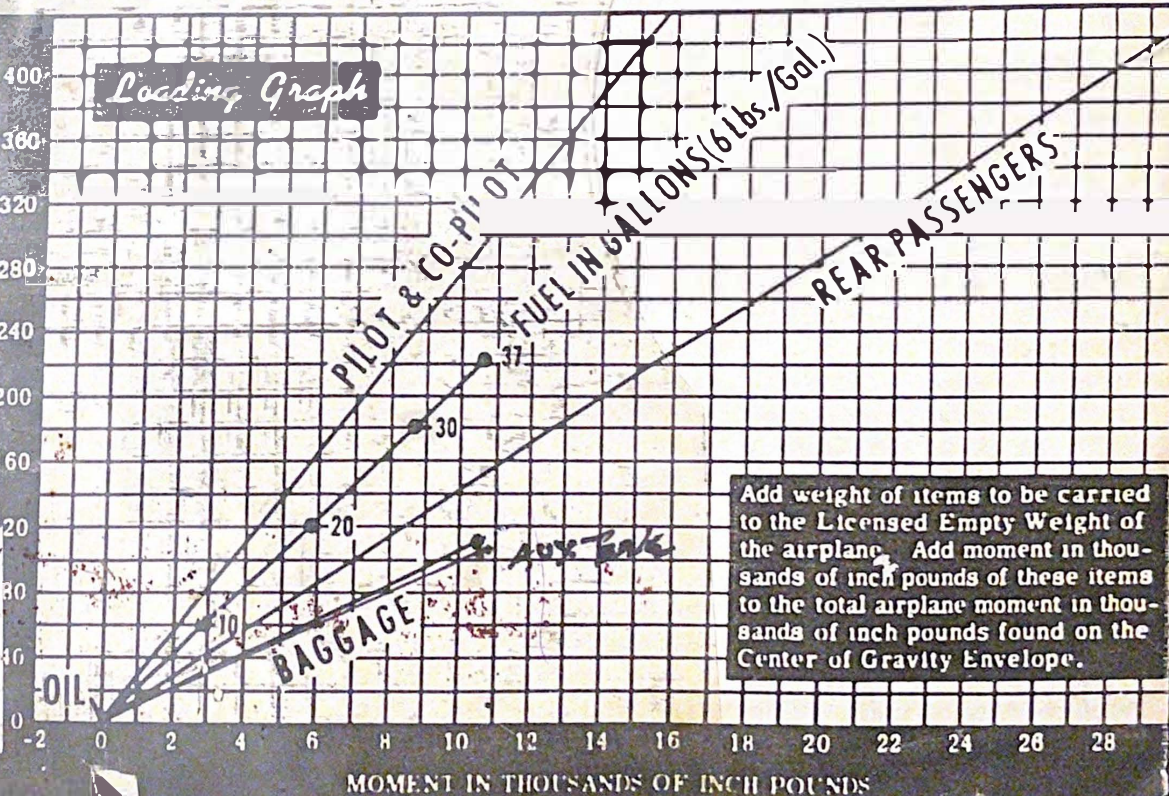 Loading Graph
400
360
320
280
240
200
60
20
80
40
0
PILOT & CO-PILOT
FUEL IN GALLONS(6Lbs./Gal.)
REAR PASSENGERS
37
30
20
10
Aux Tank
BAGGAGE
OIL
Add weight of items to be carried
to the Licensed Empty Weight of
the airplane. Add moment in thou-
sands of inch pounds of these items
to the total airplane moment in thou-
sands of inch pounds found on the
Center of Gravity Envelope.
-2 0 2 4 6 8 10 12 14 16 18 20 22 24 26 28
MOMENT IN THOUSANDS OF INCH POUNDS